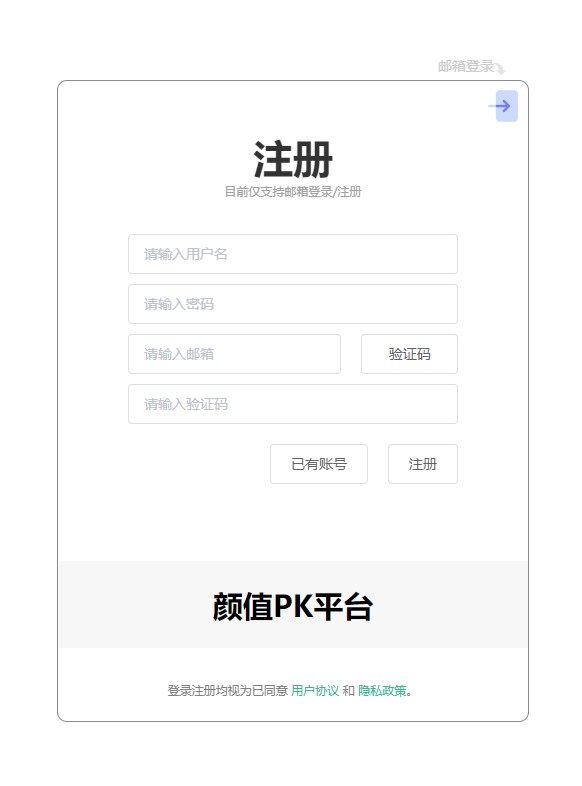 邮箱登录
注册
目前仅支持邮箱登录/注册
请输入用户名
请输入密码
请输入邮箱
验证码
请输入验证码
已有账号
注册
颜值PK平台
登录注册均视为已同意 用户协议 和 隐私政策。